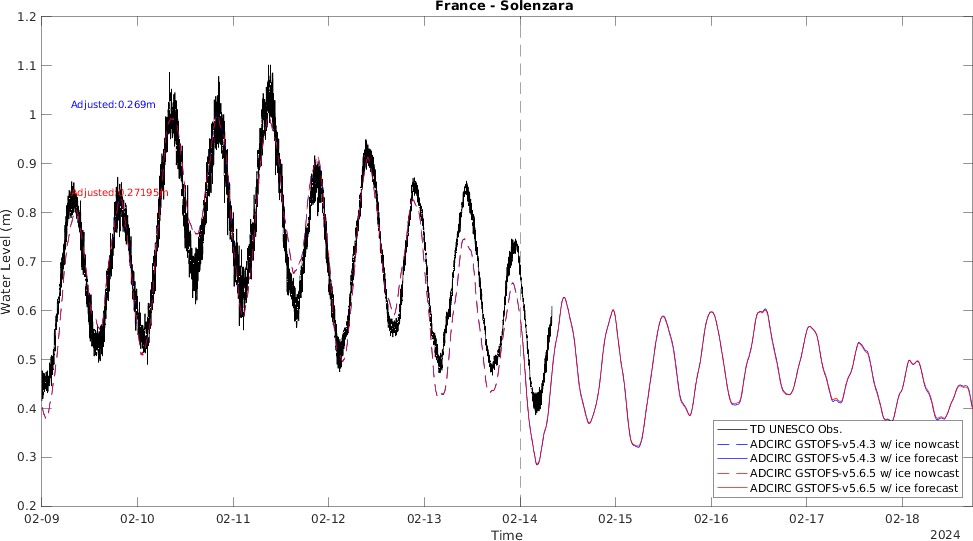 France - Solenzara
1.2
1.1
1
0.9
0.8
0.7
0.6
0.5
0.4
0.3
0.2
Water Level (m)
Adjusted:0.269m
Adjusted:0.27195m
TD UNESCO Obs.
ADCIRC GSTOFS-v5.4.3 w/ ice nowcast
ADCIRC GSTOFS-v5.4.3 w/ ice forecast
ADCIRC GSTOFS-v5.6.5 w/ ice nowcast
ADCIRC GSTOFS-v5.6.5 w/ ice forecast
02-09 02-10 02-11 02-12 02-13 02-14 02-15 02-16 02-17 02-18
Time
2024